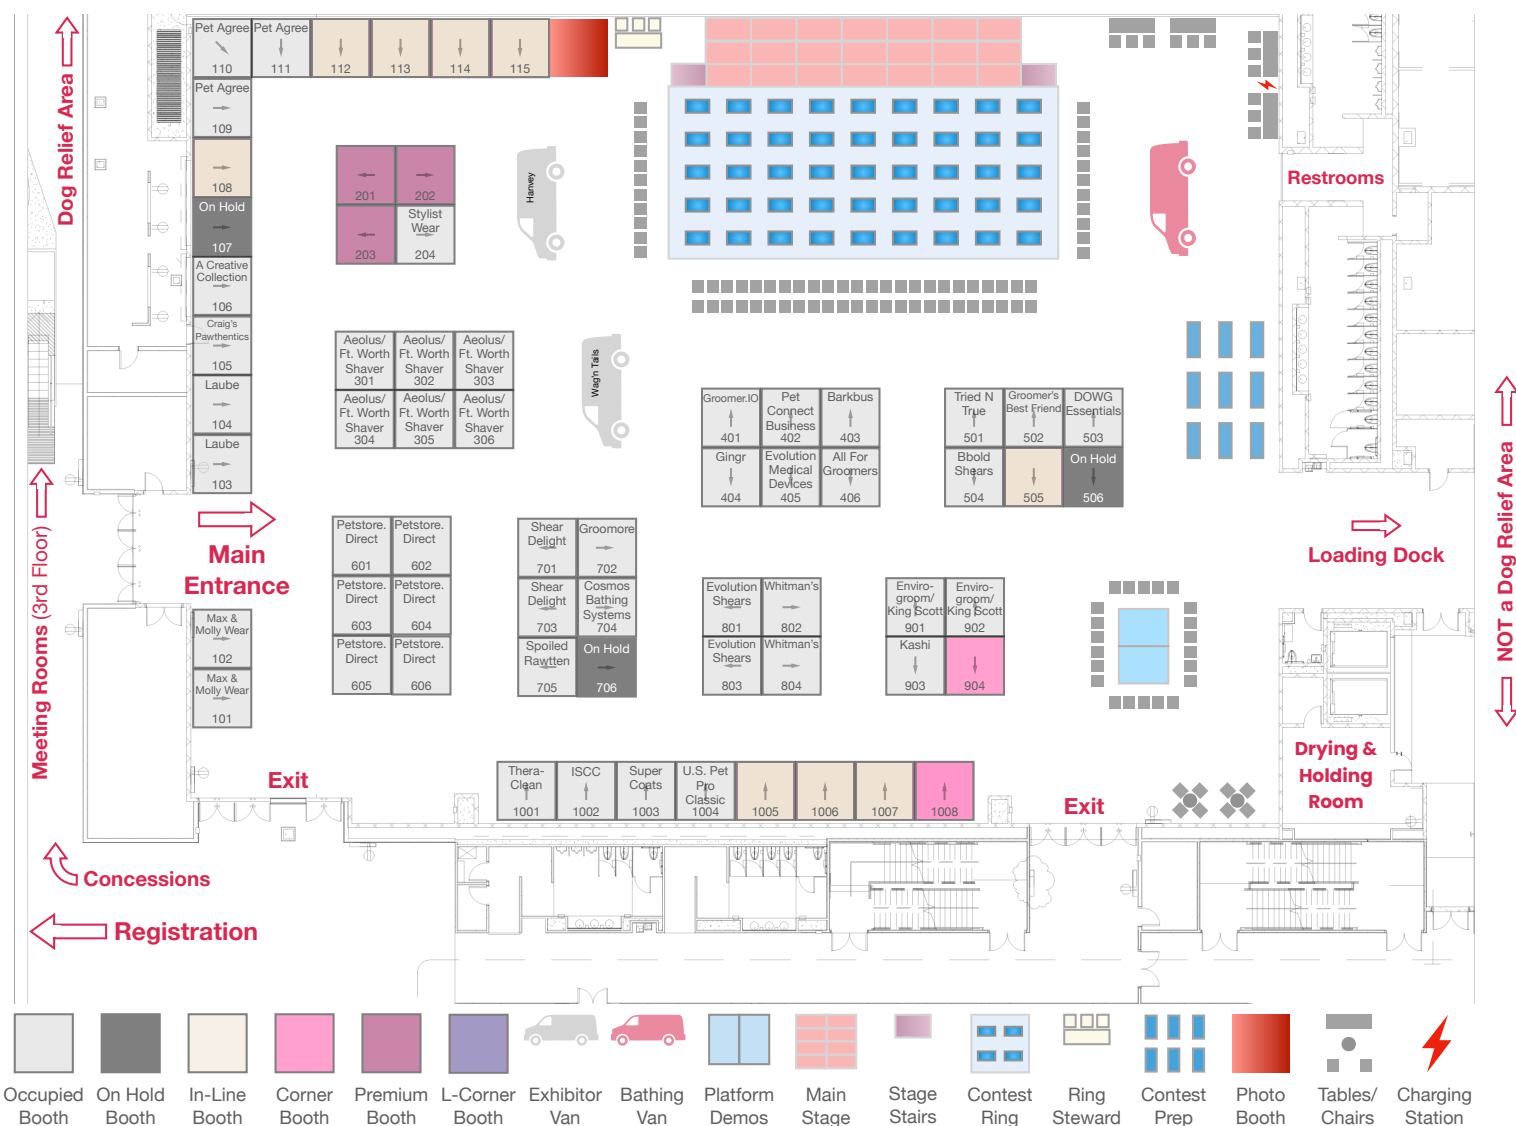 Dog Relief Area
Pet Agree
110
Pet Agree
111
112
113
114
115
Pet Agree
109
108
On Hold
107
A Creative
Collection
106
Craig's
Pawthentics
105
Laube
104
Laube
103
201
202
203
Stylist
Wear
204
Hanvey
Restrooms
Aeolus/
Ft. Worth
Shaver
301
Aeolus/
Ft. Worth
Shaver
302
Aeolus/
Ft. Worth
Shaver
303
Aeolus/
Ft. Worth
Shaver
304
Aeolus/
Ft. Worth
Shaver
305
Aeolus/
Ft. Worth
Shaver
306
Wag'n Tails
Groomer.IO
401
Pet
Connect
Business
402
Barkbus
403
Gingr
404
Evolution
Medical
Devices
405
All For
Groomers
406
Tried N
True
501
Groomer's
Best Friend
502
DOWG
Essentials
503
Bbold
Shears
504
505
On Hold
506
Meeting Rooms (3rd Floor)
Main
Entrance
Loading Dock
NOT a Dog Relief Area
Petstore.
Direct
601
Petstore.
Direct
602
Petstore.
Direct
603
Petstore.
Direct
604
Petstore.
Direct
605
Petstore.
Direct
606
Shear
Delight
701
Groomore
702
Shear
Delight
703
Cosmos
Bathing
Systems
704
Spoiled
Rawtten
705
On Hold
706
Evolution
Shears
801
Whitman's
802
Evolution
Shears
803
Whitman's
804
Enviro-
groom/
King Scott
901
Enviro-
groom/
King Scott
902
Kashi
903
904
Max &
Molly Wear
102
Max &
Molly Wear
101
Exit
Thera-
Clean
1001
ISCC
1002
Super
Coats
1003
U.S. Pet
Pro
Classic
1004
1005
1006
1007
1008
Exit
Drying &
Holding
Room
Concessions
Registration
Occupied
Booth
On Hold
Booth
In-Line
Booth
Corner
Booth
Premium
Booth
L-Corner
Booth
Exhibitor
Van
Bathing
Van
Platform
Demos
Main
Stage
Stage
Stairs
Contest
Ring
Ring
Steward
Contest
Prep
Photo
Booth
Tables/
Chairs
Charging
Station